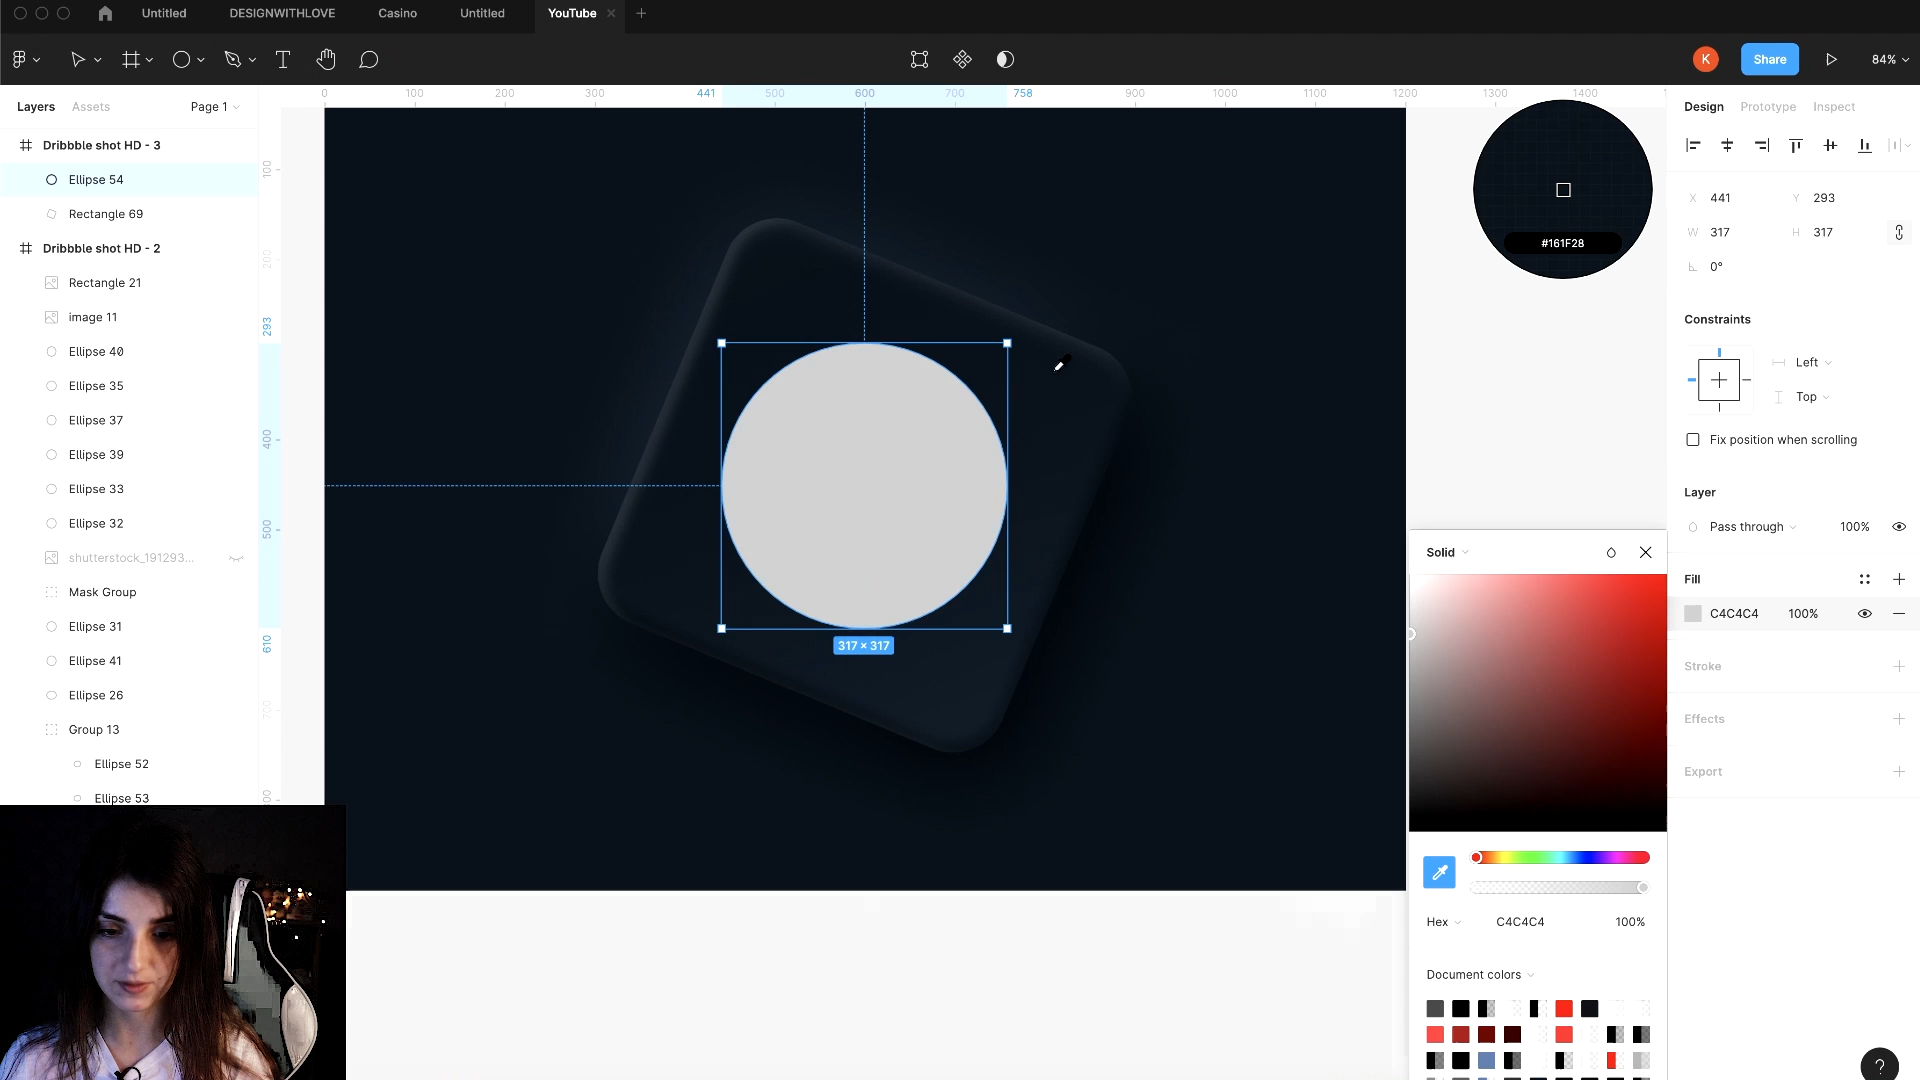 Untitled
DESIGNWITHLOVE
Casino
Untitled
YouTube
K
Share
84%
Layers
Assets
Page 1
0
100
200
300
441
500
600
700
758
900
1000
1100
1200
1300
1400
Design
Prototype
Inspect
Dribbble shot HD - 3
Ellipse 54
Rectangle 69
Dribbble shot HD - 2
Rectangle 21
image 11
Ellipse 40
Ellipse 35
Ellipse 37
Ellipse 39
Ellipse 33
Ellipse 32
shutterstock_191293...
Mask Group
Ellipse 31
Ellipse 41
Ellipse 26
Group 13
Ellipse 52
Ellipse 53
100
200
293
400
500
610
700
317 × 317
#161F28
X 441
Y 293
W 317
H 317
0°
Constraints
Left
Top
Fix position when scrolling
Layer
Pass through
100%
Fill
C4C4C4
100%
Stroke
Effects
Export
Solid
Hex
C4C4C4
100%
Document colors
?